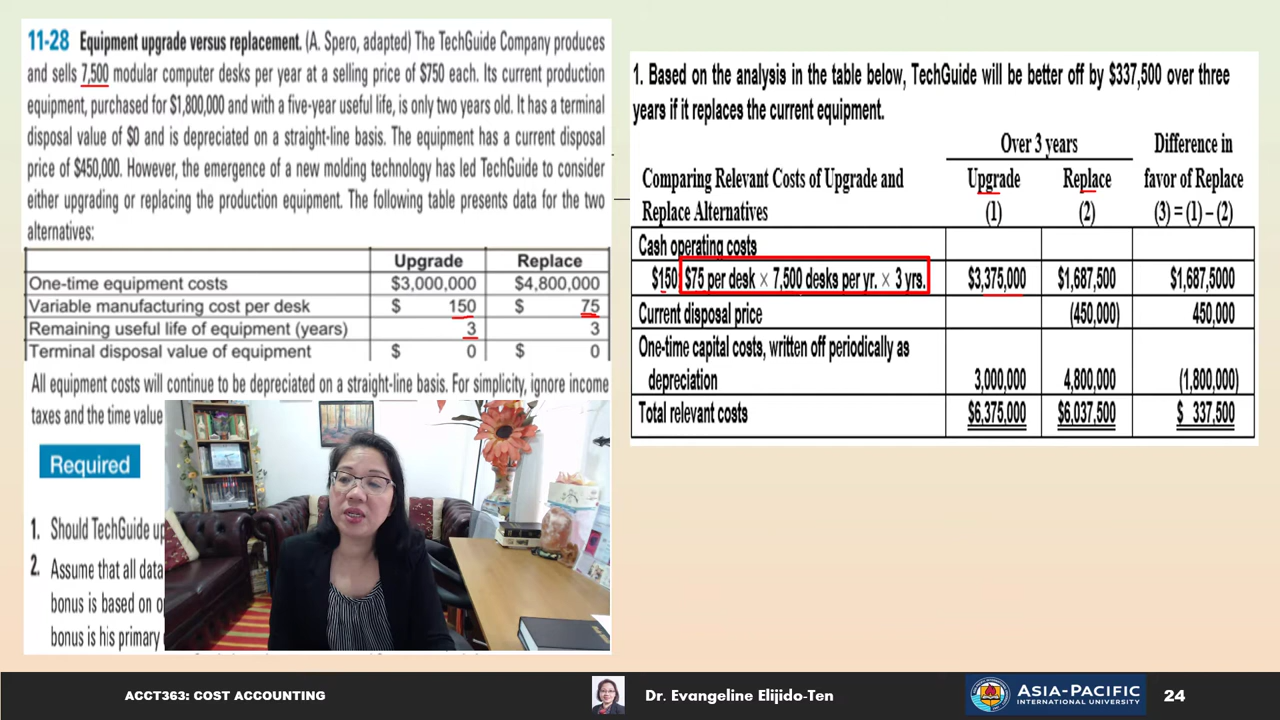 11-28 Equipment upgrade versus replacement. (A. Spero, adapted) The TechGuide Company produces
and sells 7,500 modular computer desks per year at a selling price of $750 each. Its current production
equipment, purchased for $1,800,000 and with a five-year useful life, is only two years old. It has a terminal
disposal value of $0 and is depreciated on a straight-line basis. The equipment has a current disposal
price of $450,000. However, the emergence of a new molding technology has led TechGuide to consider
either upgrading or replacing the production equipment. The following table presents data for the two
alternatives:
Upgrade Replace
One-time equipment costs $3,000,000 $4,800,000
Variable manufacturing cost per desk $ 150 $ 75
Remaining useful life of equipment (years) 3 3
Terminal disposal value of equipment $ 0 $ 0
All equipment costs will continue to be depreciated on a straight-line basis. For simplicity, ignore income
taxes and the time value
Required
1. Should TechGuide up
2. Assume that all data
bonus is based on o
bonus is his primary
1. Based on the analysis in the table below, TechGuide will be better off by $337,500 over three
years if it replaces the current equipment.
Over 3 years Difference in
Comparing Relevant Costs of Upgrade and Upgrade Replace favor of Replace
Replace Alternatives (1) (2) (3) = (1) – (2)
Cash operating costs
$150 $75 per desk × 7,500 desks per yr. × 3 yrs. $3,375,000 $1,687,500 $1,687,5000
Current disposal price (450,000) 450,000
One-time capital costs, written off periodically as
depreciation 3,000,000 4,800,000 (1,800,000)
Total relevant costs $6,375,000 $6,037,500 $ 337,500
ACCT363: COST ACCOUNTING
Dr. Evangeline Elijido-Ten
ASIA-PACIFIC
INTERNATIONAL UNIVERSITY
24